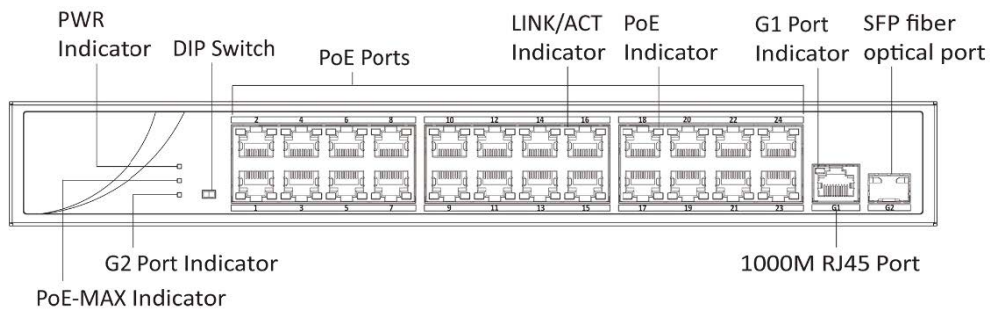 PWR
Indicator
DIP Switch
PoE Ports
LINK/ACT
Indicator
PoE
Indicator
G1 Port
Indicator
SFP fiber
optical port
2 4 6 8 10 12 14 16 18 20 22 24
1 3 5 7 9 11 13 15 17 19 21 23 G1 G2
G2 Port Indicator
1000M RJ45 Port
PoE-MAX Indicator